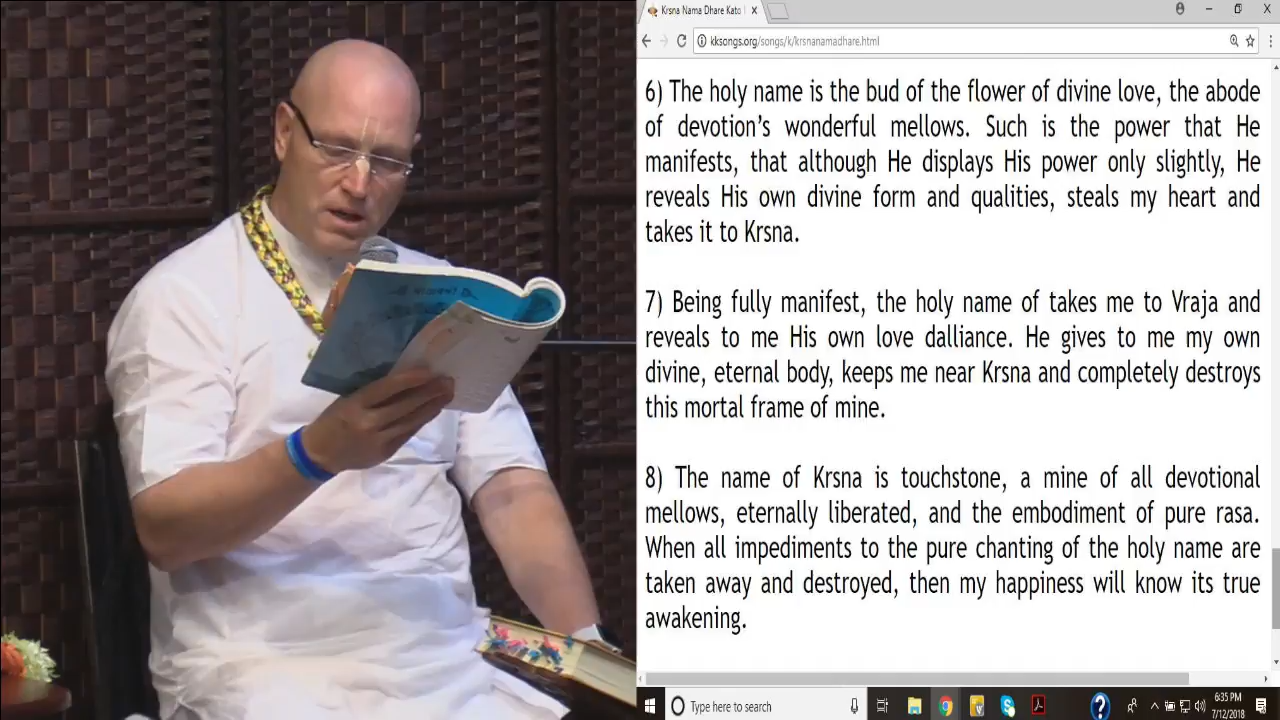 Krsna Nama Dhare Kato
kksongs.org/songs/k/krsnanamadhare.html
6) The holy name is the bud of the flower of divine love, the abode
of devotion's wonderful mellows. Such is the power that He
manifests, that although He displays His power only slightly, He
reveals His own divine form and qualities, steals my heart and
takes it to Krsna.
7) Being fully manifest, the holy name of takes me to Vraja and
reveals to me His own love dalliance. He gives to me my own
divine, eternal body, keeps me near Krsna and completely destroys
this mortal frame of mine.
8) The name of Krsna is touchstone, a mine of all devotional
mellows, eternally liberated, and the embodiment of pure rasa.
When all impediments to the pure chanting of the holy name are
taken away and destroyed, then my happiness will know its true
awakening.
Type here to search
6:35 PM
7/12/2018